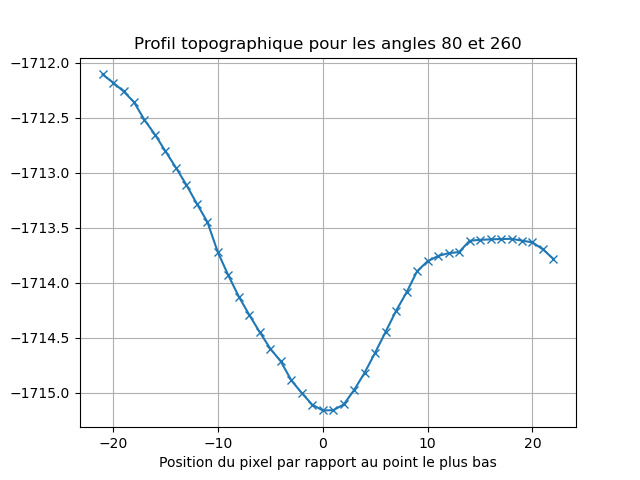 Profil topographique pour les angles 80 et 260
−1712.0
−1712.5
−1713.0
−1713.5
−1714.0
−1714.5
−1715.0
−20 −10 0 10 20
Position du pixel par rapport au point le plus bas